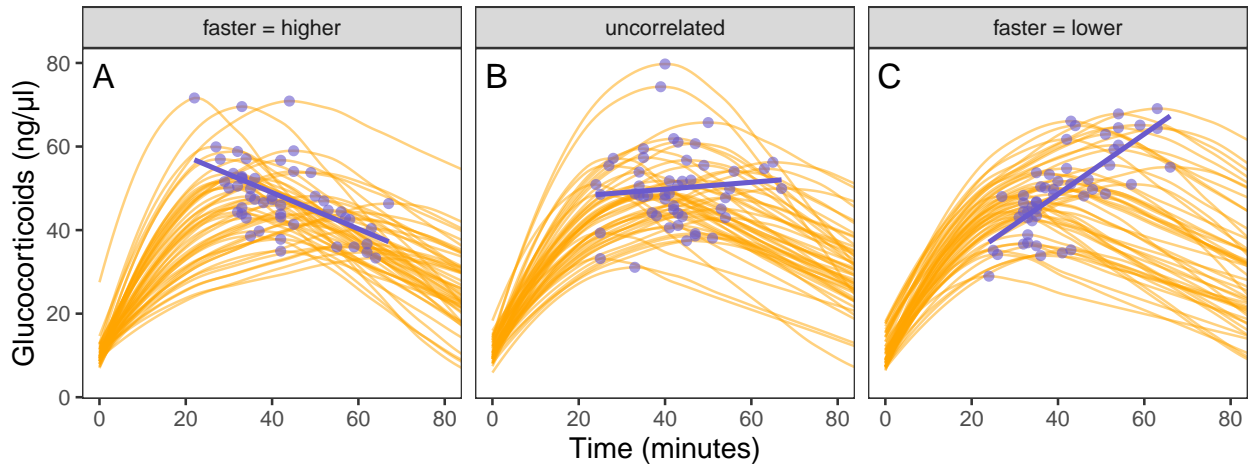 faster = higher
uncorrelated
faster = lower
A
B
C
Glucocorticoids (ng/µl)
80
60
40
20
0
0 20 40 60 80
0 20 40 60 80
0 20 40 60 80
Time (minutes)